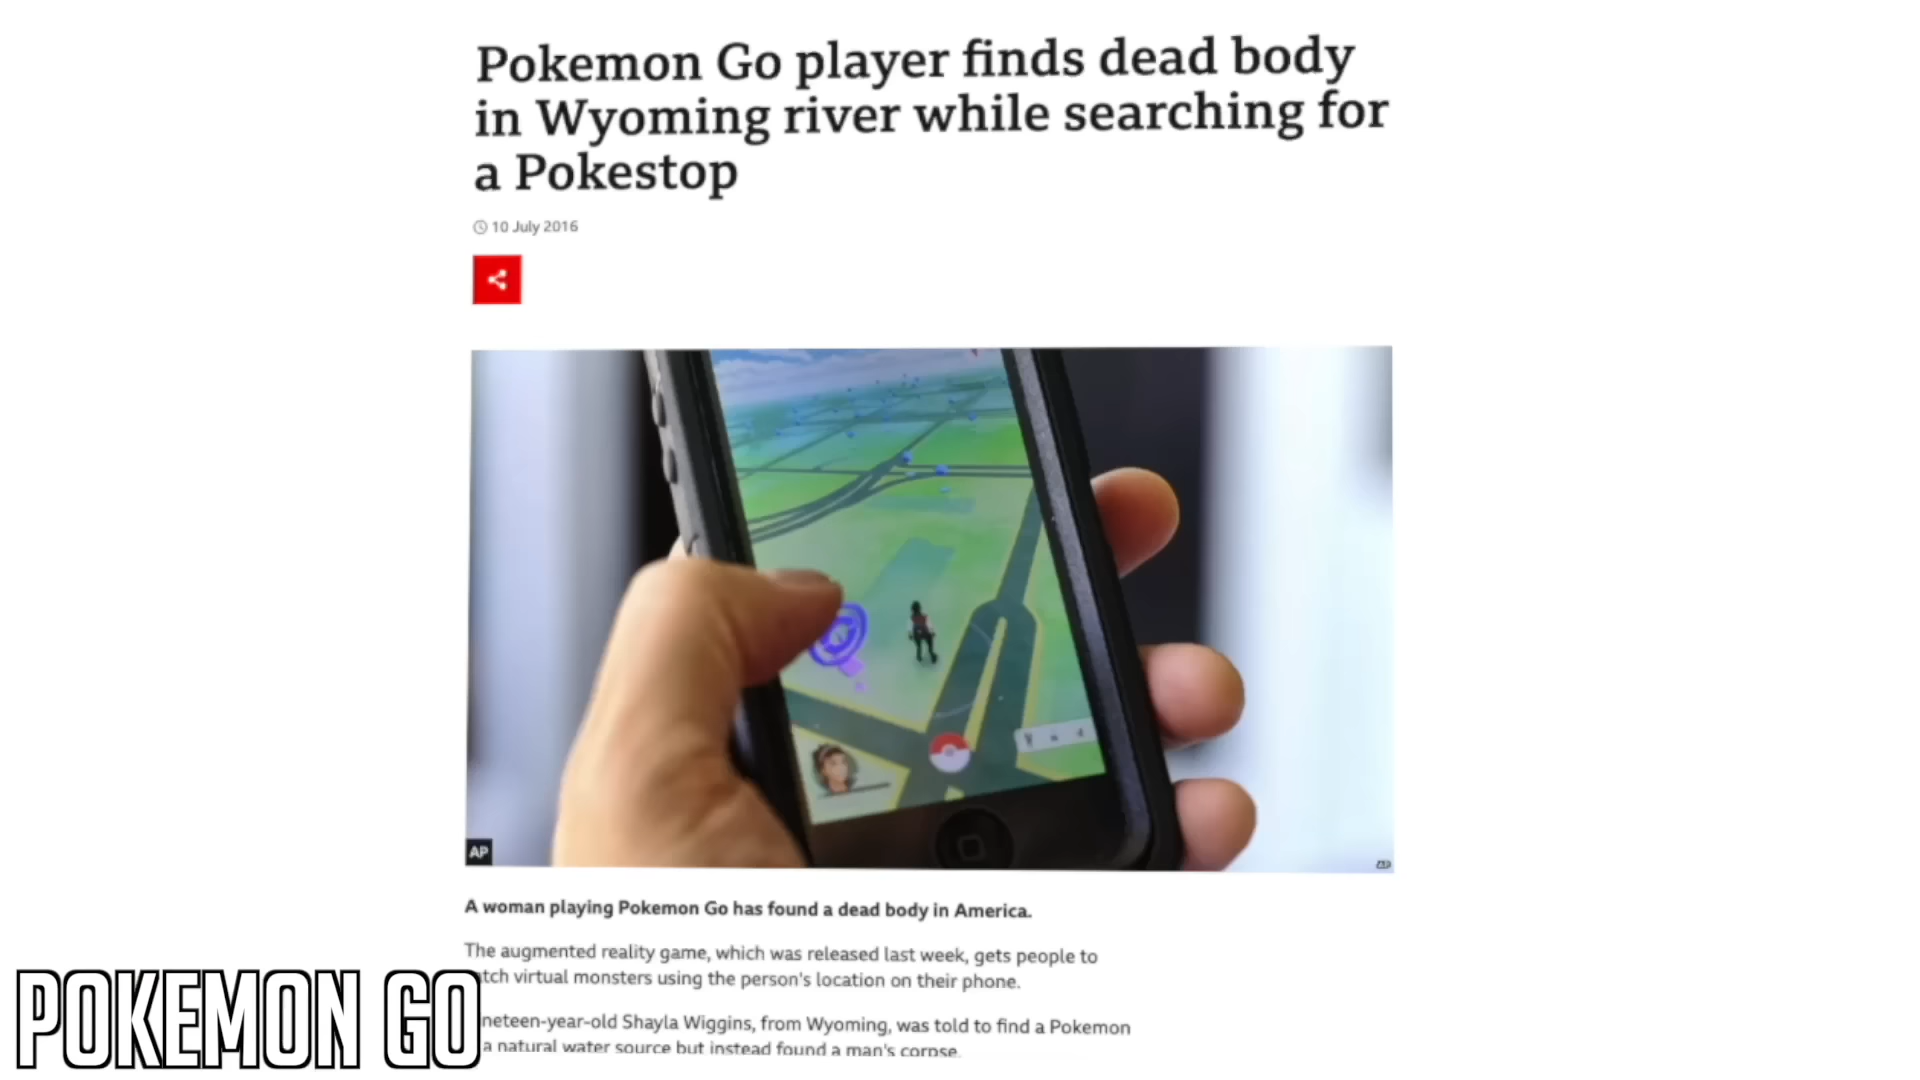 Pokemon Go player finds dead body
in Wyoming river while searching for
a Pokestop
10 July 2016
AP
AP
A woman playing Pokemon Go has found a dead body in America.
The augmented reality game, which was released last week, gets people to
virtual monsters using the person's location on their phone.
Shayla Wiggins, from Wyoming, was told to find a Pokemon
a natural water source but instead found a man's corpse.
POKEMON GO